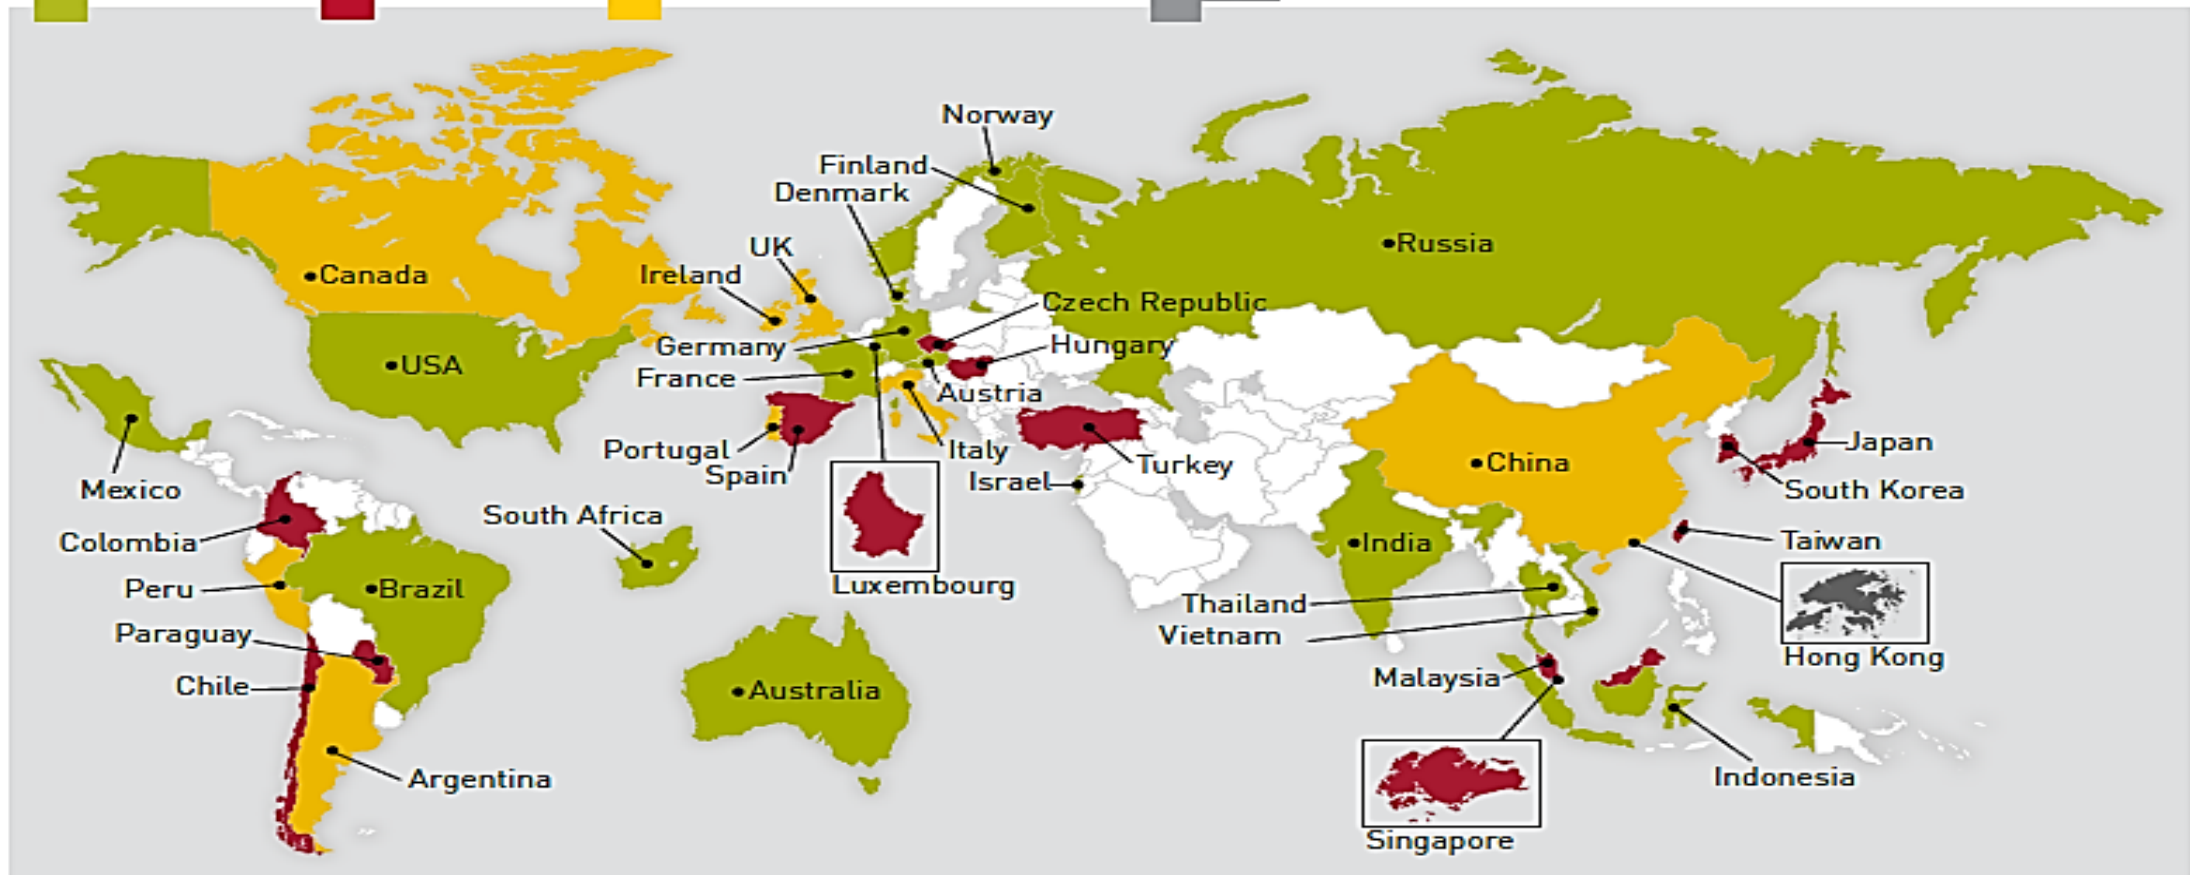 Norway
Finland
Denmark
UK
Ireland
Canada
Russia
Czech Republic
Germany
Hungary
USA
France
Austria
Portugal
Italy
Spain
Turkey
Israel
China
Japan
South Korea
Mexico
South Africa
Colombia
Taiwan
India
Luxembourg
Peru
Brazil
Thailand
Paraguay
Vietnam
Hong Kong
Malaysia
Chile
Australia
Argentina
Indonesia
Singapore